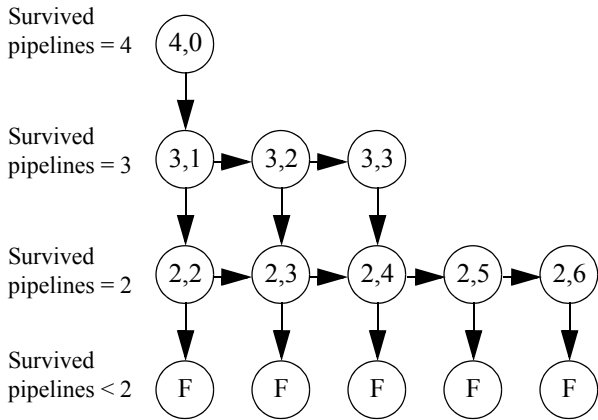 Survived
pipelines = 4
4,0
Survived
pipelines = 3
3,1
3,2
3,3
Survived
pipelines = 2
2,2
2,3
2,4
2,5
2,6
Survived
pipelines < 2
F
F
F
F
F